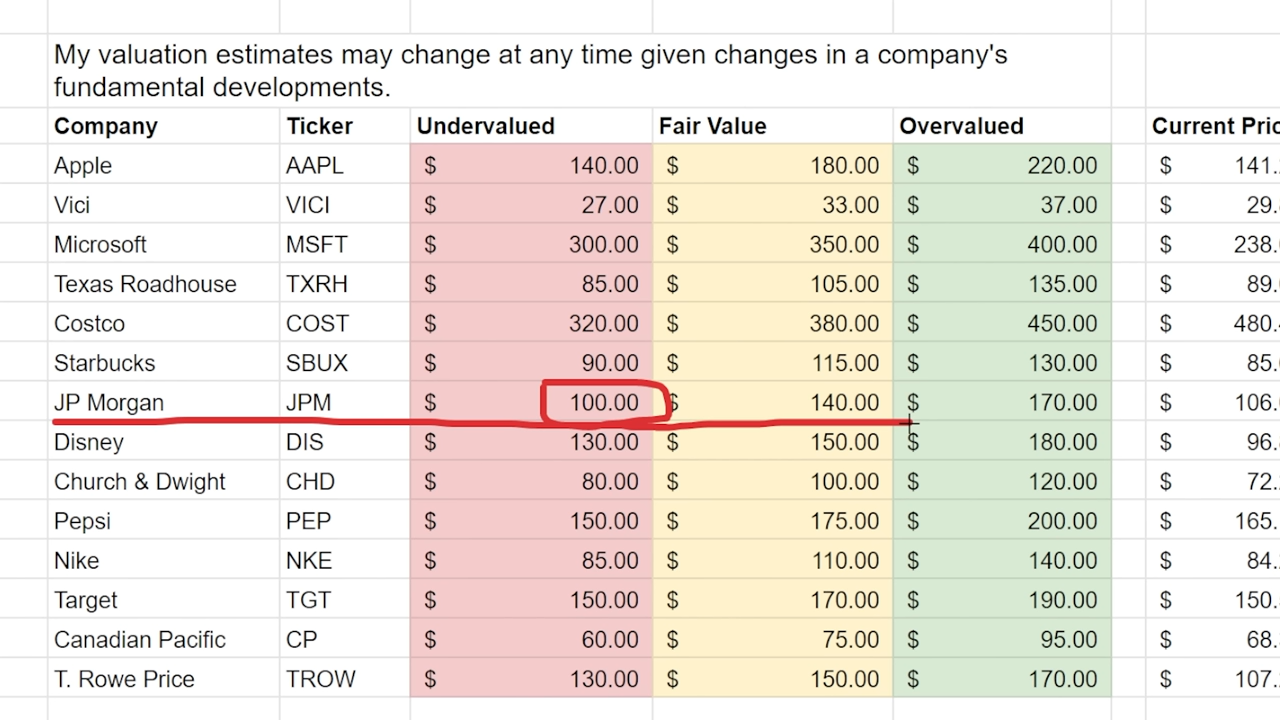 My valuation estimates may change at any time given changes in a company's
fundamental developments.
Company Ticker Undervalued Fair Value Overvalued Current
Apple AAPL $ 140.00 $ 180.00 $ 220.00 $ 141.
Vici VICI $ 27.00 $ 33.00 $ 37.00 $ 29.
Microsoft MSFT $ 300.00 $ 350.00 $ 400.00 $ 238.
Texas Roadhouse TXRH $ 85.00 $ 105.00 $ 135.00 $ 89.
Costco COST $ 320.00 $ 380.00 $ 450.00 $ 480.
Starbucks SBUX $ 90.00 $ 115.00 $ 130.00 $ 85.
JP Morgan JPM $ 100.00 $ 140.00 $ 170.00 $ 106.
Disney DIS $ 130.00 $ 150.00 $ 180.00 $ 96.
Church & Dwight CHD $ 80.00 $ 100.00 $ 120.00 $ 72.
Pepsi PEP $ 150.00 $ 175.00 $ 200.00 $ 165.
Nike NKE $ 85.00 $ 110.00 $ 140.00 $ 84.
Target TGT $ 150.00 $ 170.00 $ 190.00 $ 150.
Canadian Pacific CP $ 60.00 $ 75.00 $ 95.00 $ 68.
T. Rowe Price TROW $ 130.00 $ 150.00 $ 170.00 $ 107.